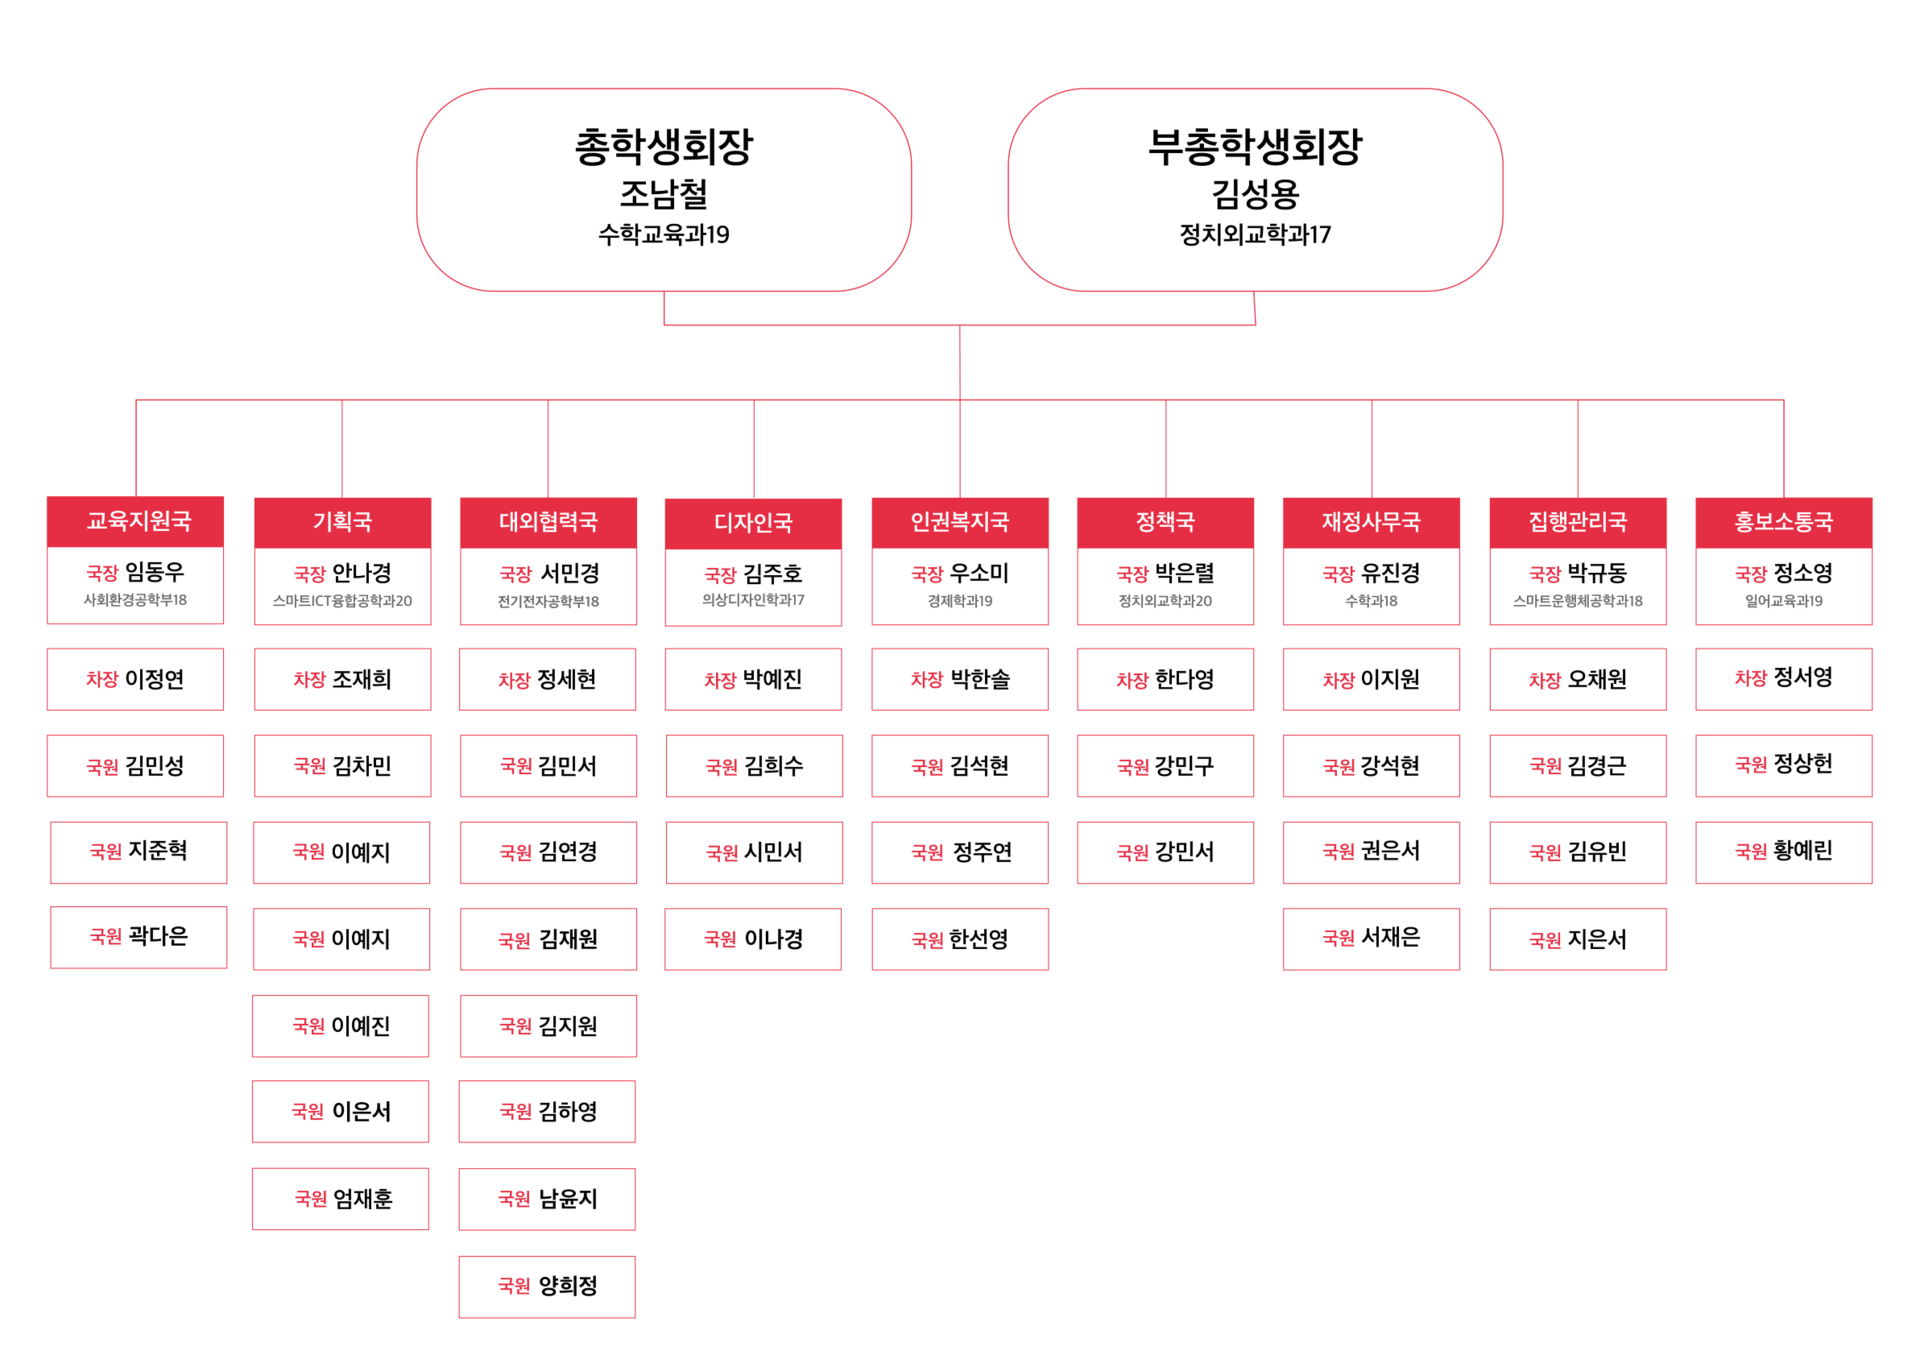 총학생회장
조남철
수학교육과19
부총학생회장
김성용
정치외교학과17
교육지원국
국장 임동우
사회환경공학부18
차장 이정연
국원 김민성
국원 지준혁
국원 곽다은
기획국
국장 안나경
스마트ICT융합공학과20
차장 조재희
국원 김차민
국원 이예지
국원 이예지
국원 이예진
국원 이은서
국원 엄재훈
대외협력국
국장 서민경
전기전자공학부18
차장 정세현
국원 김민서
국원 김연경
국원 김재원
국원 김지원
국원 김하영
국원 남윤지
국원 양희정
디자인국
국장 김주호
의상디자인학과17
차장 박예진
국원 김희수
국원 시민서
국원 이나경
인권복지국
국장 우소미
경제학과19
차장 박한솔
국원 김석현
국원 정주연
국원 한선영
정책국
국장 박은렬
정치외교학과20
차장 한다영
국원 강민구
국원 강민서
재정사무국
국장 유진경
수학과18
차장 이지원
국원 강석현
국원 권은서
국원 서재은
집행관리국
국장 박규동
스마트운행체공학과18
차장 오채원
국원 김경근
국원 김유빈
국원 지은서
홍보소통국
국장 정소영
일어교육과19
차장 정서영
국원 정상헌
국원 황예린